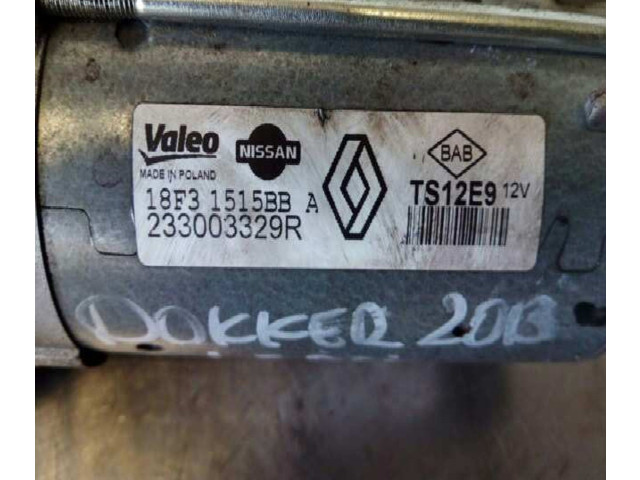 Valeo NISSAN BAB
MADE IN POLAND
18F3 1515BB A TS12E9 12V
233003329R
DOKKER 2013